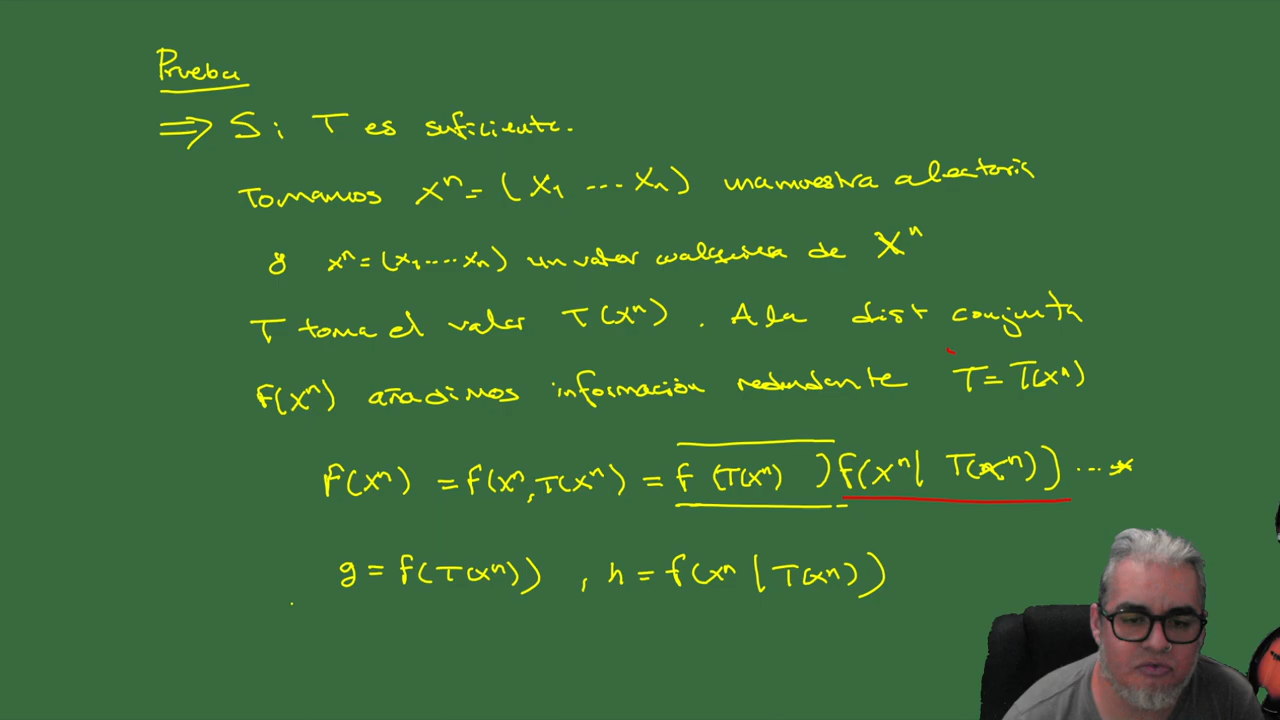 Prueba
⟹ Si T es suficiente.
Tomamos Xⁿ = (X₁ ... Xₙ) una muestra aleatoria
y xⁿ = (x₁ .... xₙ) un valor cualquiera de Xⁿ
T toma el valor T(xⁿ). A la dist conjunta
F(xⁿ) añadimos información redundante T = T(xⁿ)
F(xⁿ) = f(xⁿ, T(xⁿ)) = f (T(xⁿ) ) f(xⁿ | T(xⁿ)) ...*
g = f(T(xⁿ)) , h = f(xⁿ | T(xⁿ))